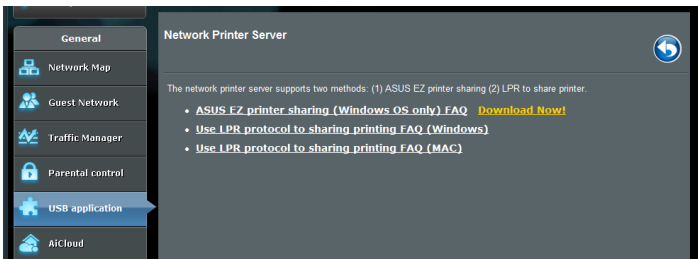 General
Network Map
Guest Network
Traffic Manager
Parental control
USB application
AiCloud
Network Printer Server
The network printer server supports two methods: (1) ASUS EZ printer sharing (2) LPR to share printer.
ASUS EZ printer sharing (Windows OS only) FAQ Download Now!
Use LPR protocol to sharing printing FAQ (Windows)
Use LPR protocol to sharing printing FAQ (MAC)